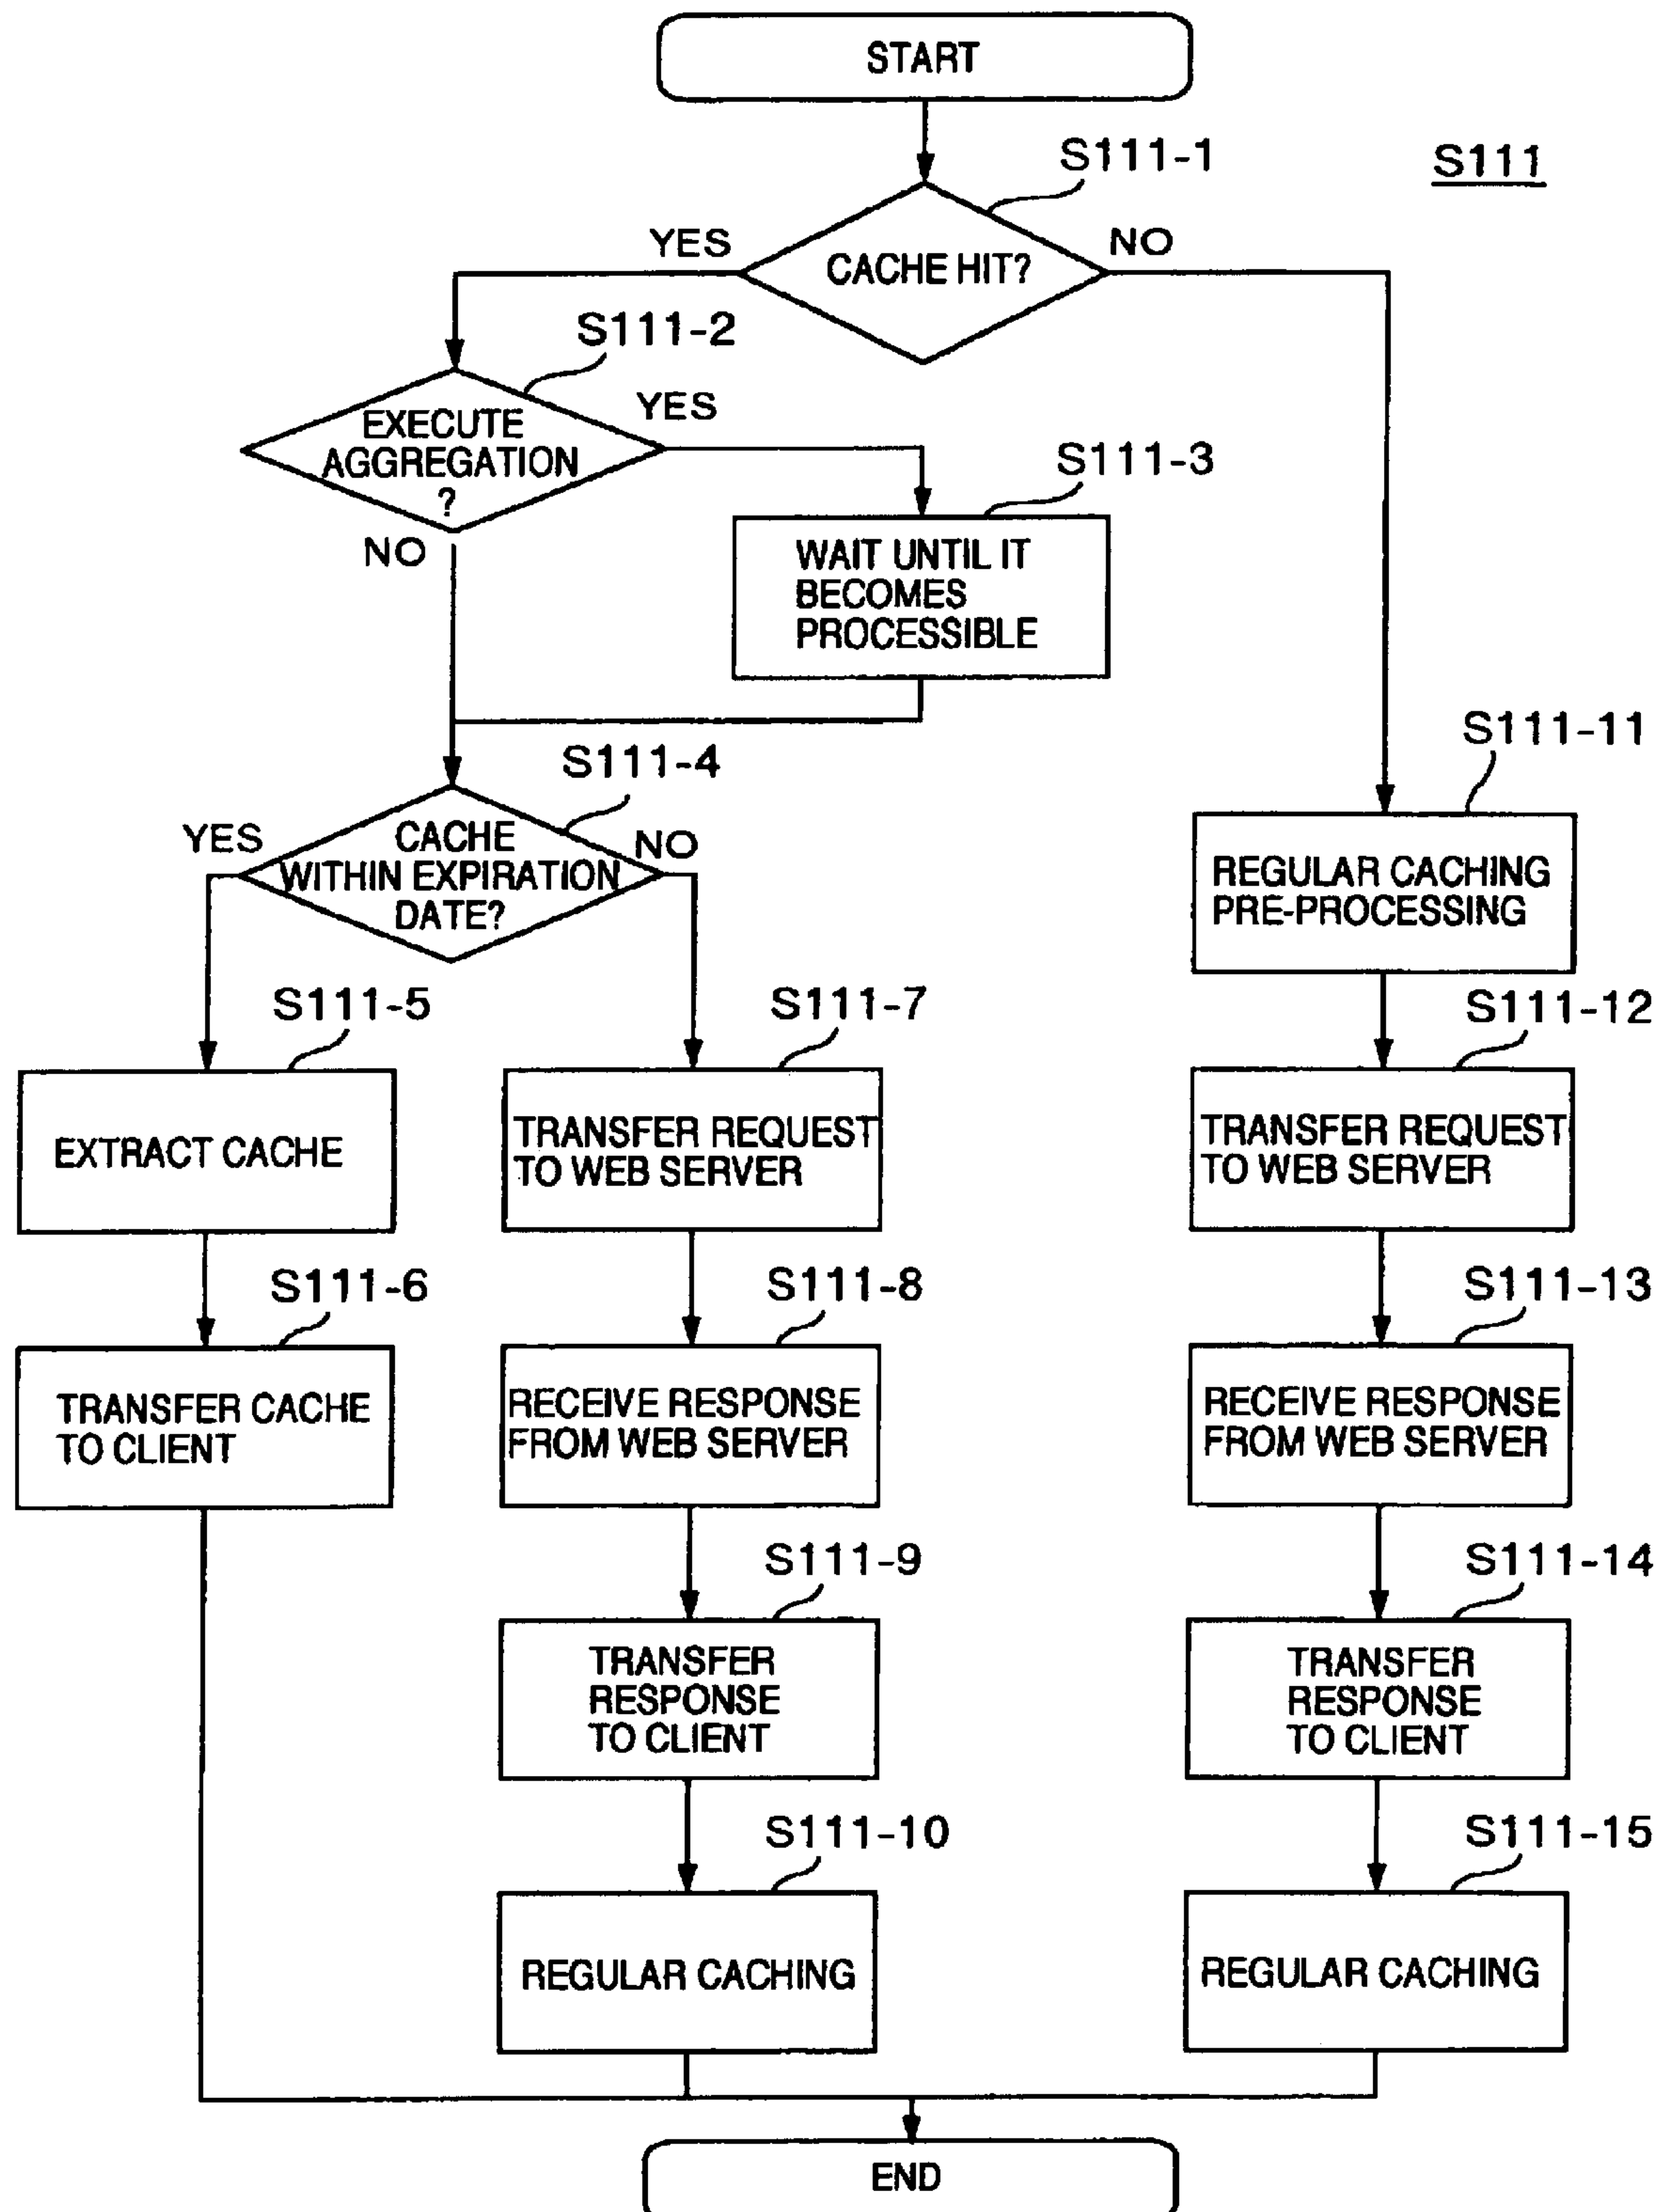 START
S111-1
S111
YES
NO
CACHE HIT?
S111-2
EXECUTE
AGGREGATION
?
YES
NO
S111-3
WAIT UNTIL IT
BECOMES
PROCESSIBLE
S111-4
YES
CACHE
WITHIN EXPIRATION
DATE?
NO
S111-11
REGULAR CACHING
PRE-PROCESSING
S111-5
EXTRACT CACHE
S111-7
TRANSFER REQUEST
TO WEB SERVER
S111-12
TRANSFER REQUEST
TO WEB SERVER
S111-6
TRANSFER CACHE
TO CLIENT
S111-8
RECEIVE RESPONSE
FROM WEB SERVER
S111-13
RECEIVE RESPONSE
FROM WEB SERVER
S111-9
TRANSFER
RESPONSE
TO CLIENT
S111-14
TRANSFER
RESPONSE
TO CLIENT
S111-10
REGULAR CACHING
S111-15
REGULAR CACHING
END